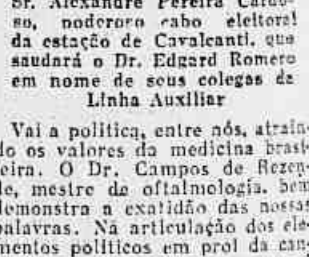 Sr. Alexandre Pereira Cardo-
so, poderoso cabo eleitoral
da estação de Cavalcanti, que
saudará o Dr. Edgard Romero
em nome de seus colegas da
Linha Auxiliar
Vai a politica, entre nós, atrain-
do os valores da medicina brasi-
leira. O Dr. Campos de Rezen-
de, mestre de oftalmologia, bem
demonstra a exatidão das nossas
palavras. Na articulação dos ele-
mentos politicos em prol da can-